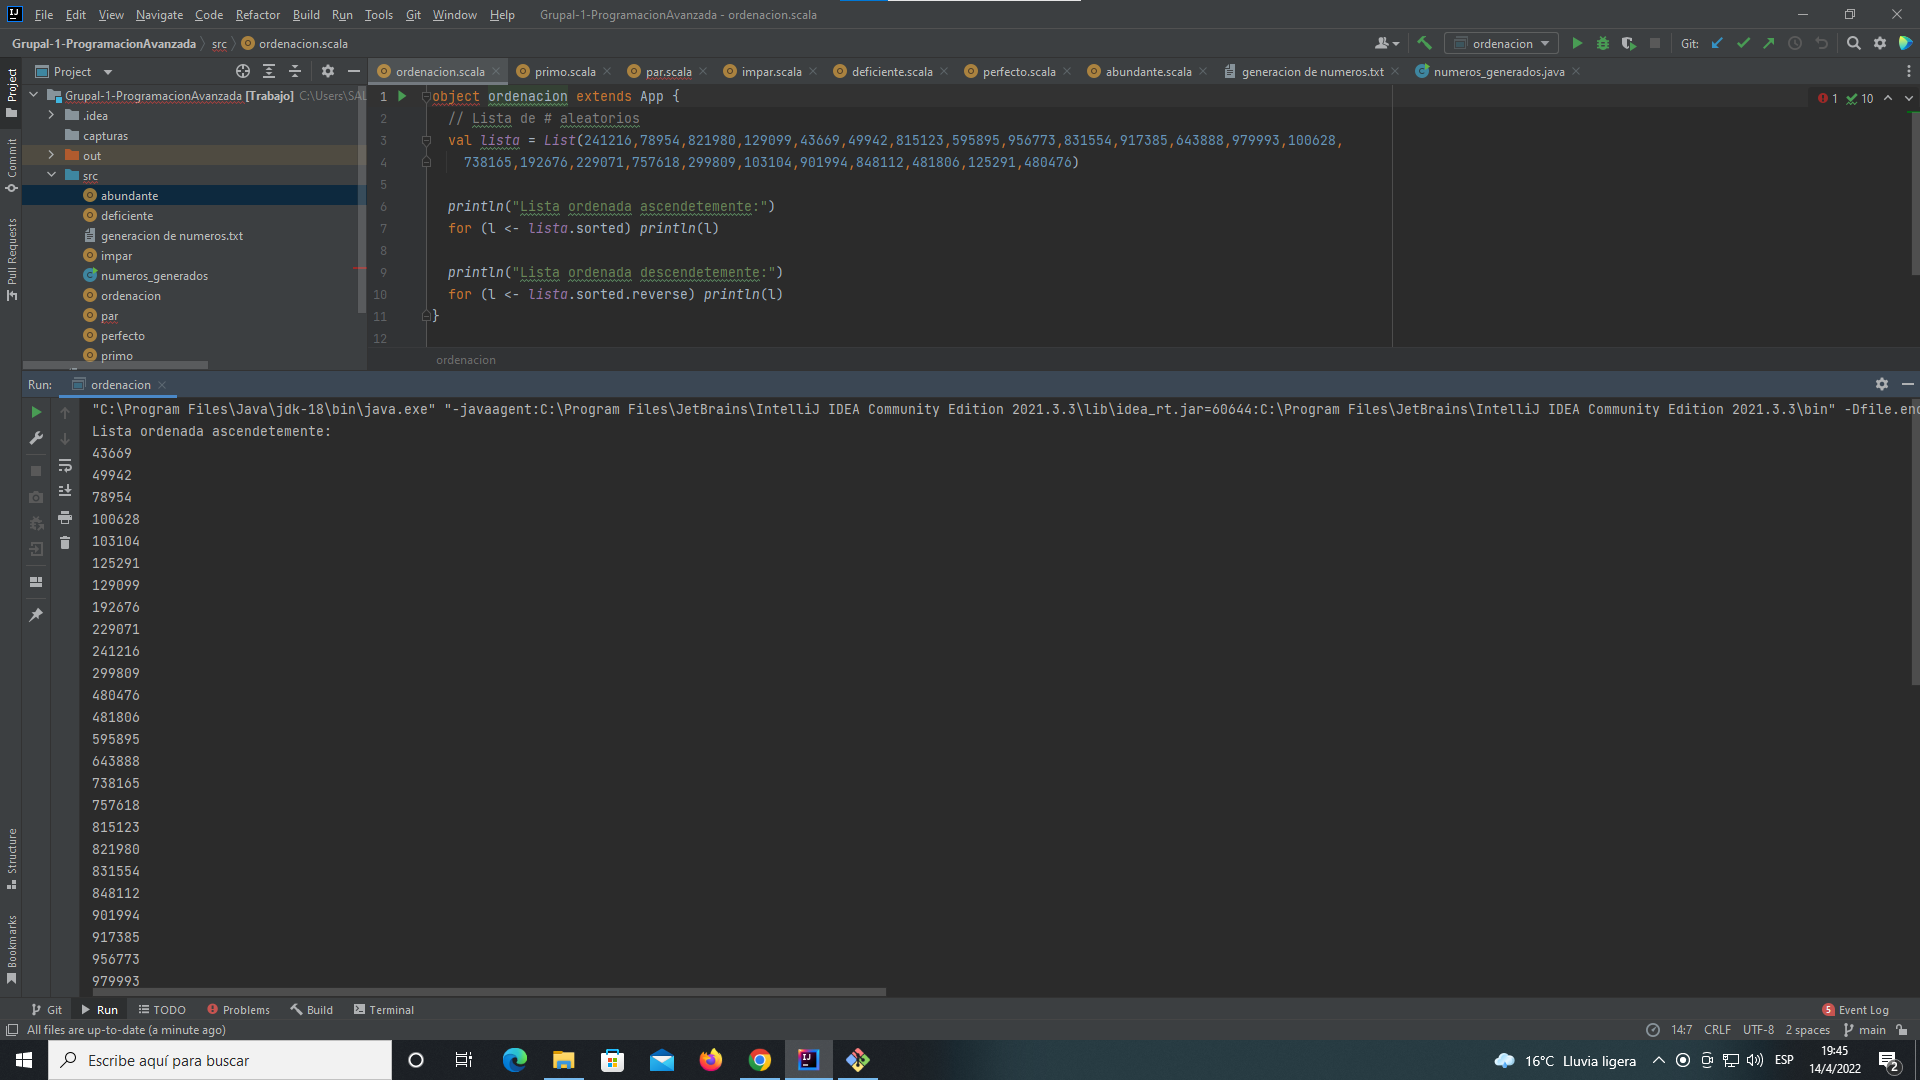 File Edit View Navigate Code Refactor Build Run Tools Git Window Help Grupal-1-ProgramacionAvanzada - ordenacion.scala
Grupal-1-ProgramacionAvanzada src ordenacion.scala ordenacion Git:
Project ordenacion.scala primo.scala par.scala impar.scala deficiente.scala perfecto.scala abundante.scala generacion de numeros.txt numeros_generados.java
Project
Commit
Pull Requests
Structure
Bookmarks
Grupal-1-ProgramacionAvanzada [Trabajo] C:\Users\SAL
.idea
capturas
out
src
abundante
deficiente
generacion de numeros.txt
impar
numeros_generados
ordenacion
par
perfecto
primo
1 object ordenacion extends App {
2 // Lista de # aleatorios
3 val lista = List(241216,78954,821980,129099,43669,49942,815123,595895,956773,831554,917385,643888,979993,100628,
4 738165,192676,229071,757618,299809,103104,901994,848112,481806,125291,480476)
5
6 println("Lista ordenada ascendetemente:")
7 for (l <- lista.sorted) println(l)
8
9 println("Lista ordenada descendetemente:")
10 for (l <- lista.sorted.reverse) println(l)
11 }
12
1 10
ordenacion
Run: ordenacion
"C:\Program Files\Java\jdk-18\bin\java.exe" "-javaagent:C:\Program Files\JetBrains\IntelliJ IDEA Community Edition 2021.3.3\lib\idea_rt.jar=60644:C:\Program Files\JetBrains\IntelliJ IDEA Community Edition 2021.3.3\bin" -Dfile.enc
Lista ordenada ascendetemente:
43669
49942
78954
100628
103104
125291
129099
192676
229071
241216
299809
480476
481806
595895
643888
738165
757618
815123
821980
831554
848112
901994
917385
956773
979993
Git Run TODO Problems Build Terminal 5 Event Log
All files are up-to-date (a minute ago) 14:7 CRLF UTF-8 2 spaces main
Escribe aquí para buscar 16°C Lluvia ligera ESP 19:45
14/4/2022 2